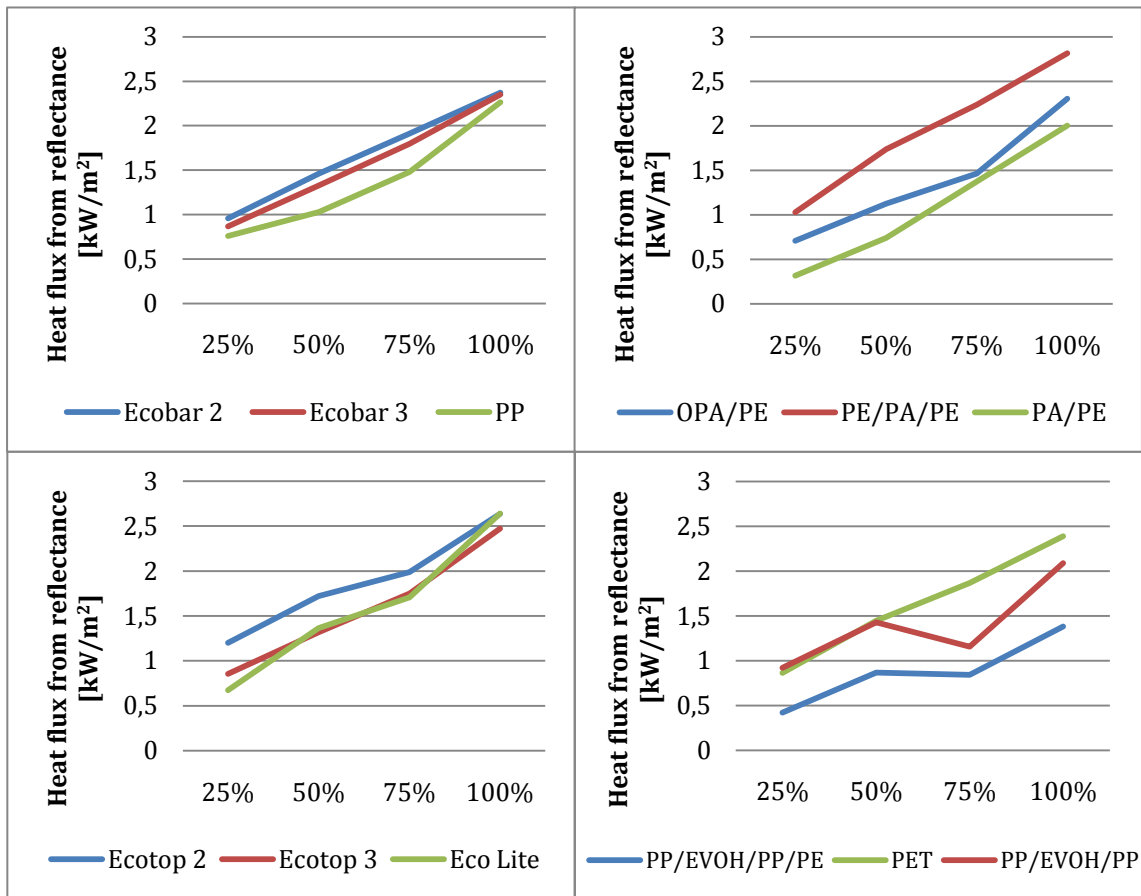 Heat flux from reflectance
[kW/m²]
3
2,5
2
1,5
1
0,5
0
25% 50% 75% 100%
Ecobar 2 Ecobar 3 PP
Heat flux from reflectance
[kW/m²]
3
2,5
2
1,5
1
0,5
0
25% 50% 75% 100%
OPA/PE PE/PA/PE PA/PE
Heat flux from reflectance
[kW/m²]
3
2,5
2
1,5
1
0,5
0
25% 50% 75% 100%
Ecotop 2 Ecotop 3 Eco Lite
Heat flux from reflectance
[kW/m²]
3
2,5
2
1,5
1
0,5
0
25% 50% 75% 100%
PP/EVOH/PP/PE PET PP/EVOH/PP